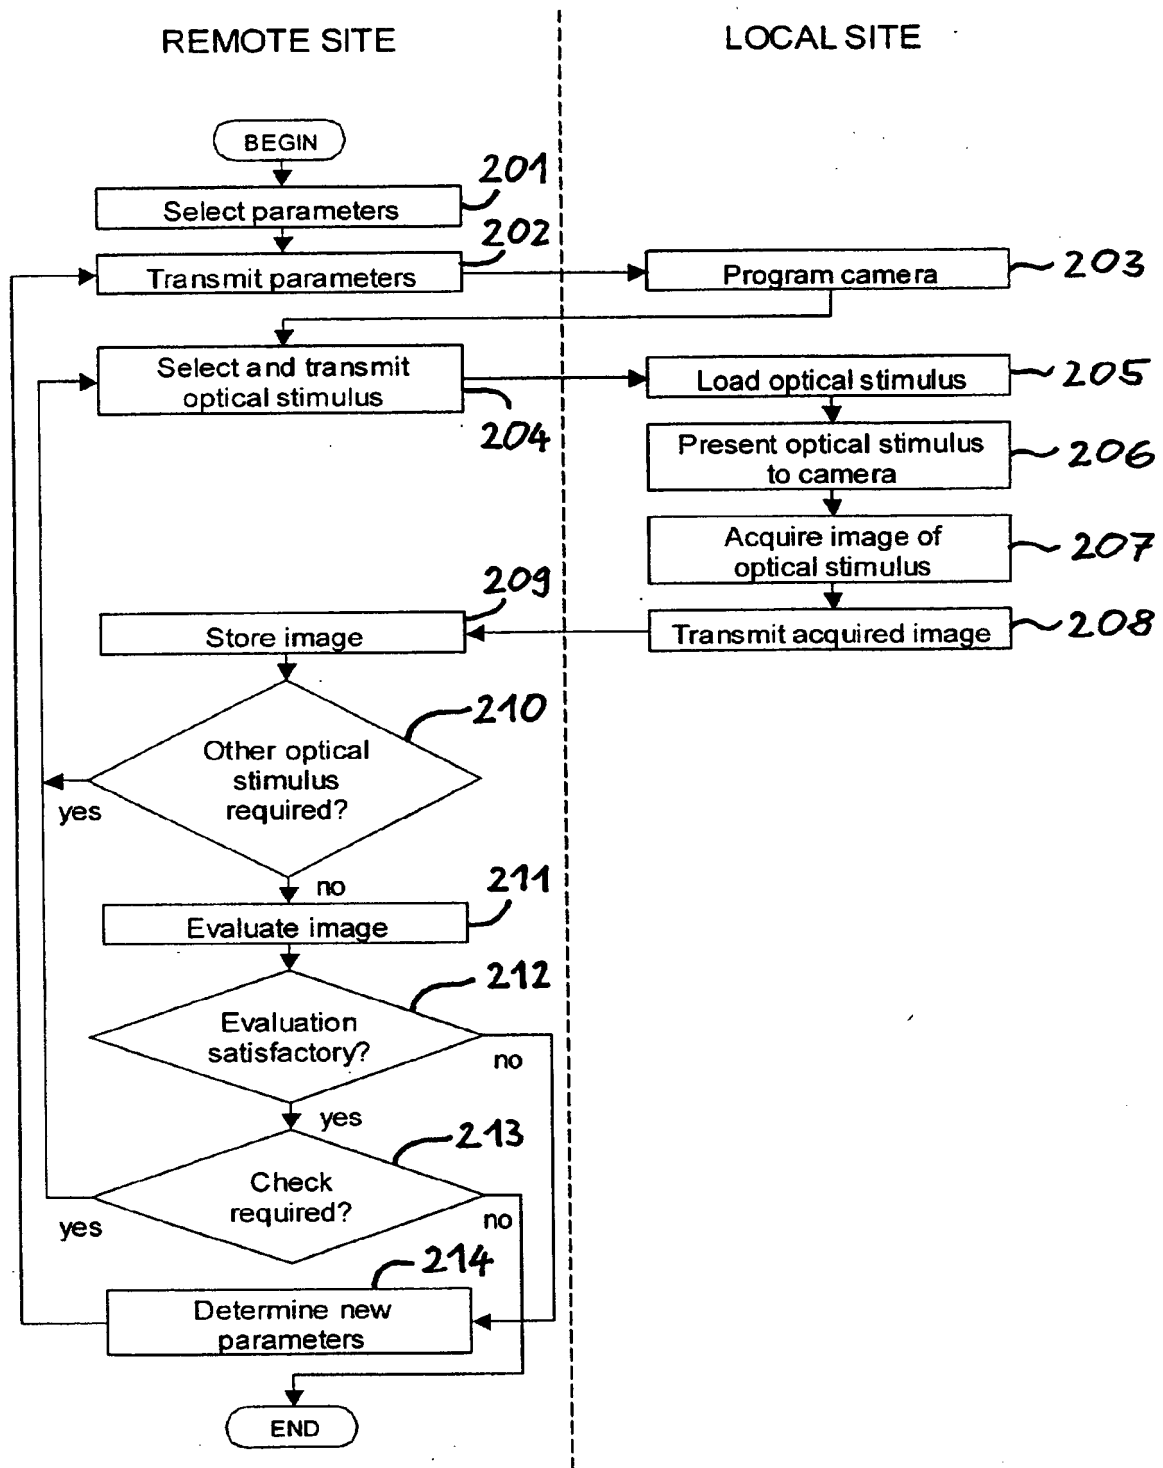 REMOTE SITE
LOCAL SITE
BEGIN
201
Select parameters
202
Transmit parameters
Program camera
203
Select and transmit
optical stimulus
204
Load optical stimulus
205
Present optical stimulus
to camera
206
Acquire image of
optical stimulus
207
209
Store image
Transmit acquired image
208
210
Other optical
stimulus
required?
yes
no
211
Evaluate image
212
Evaluation
satisfactory?
no
yes
213
Check
required?
yes
no
214
Determine new
parameters
END